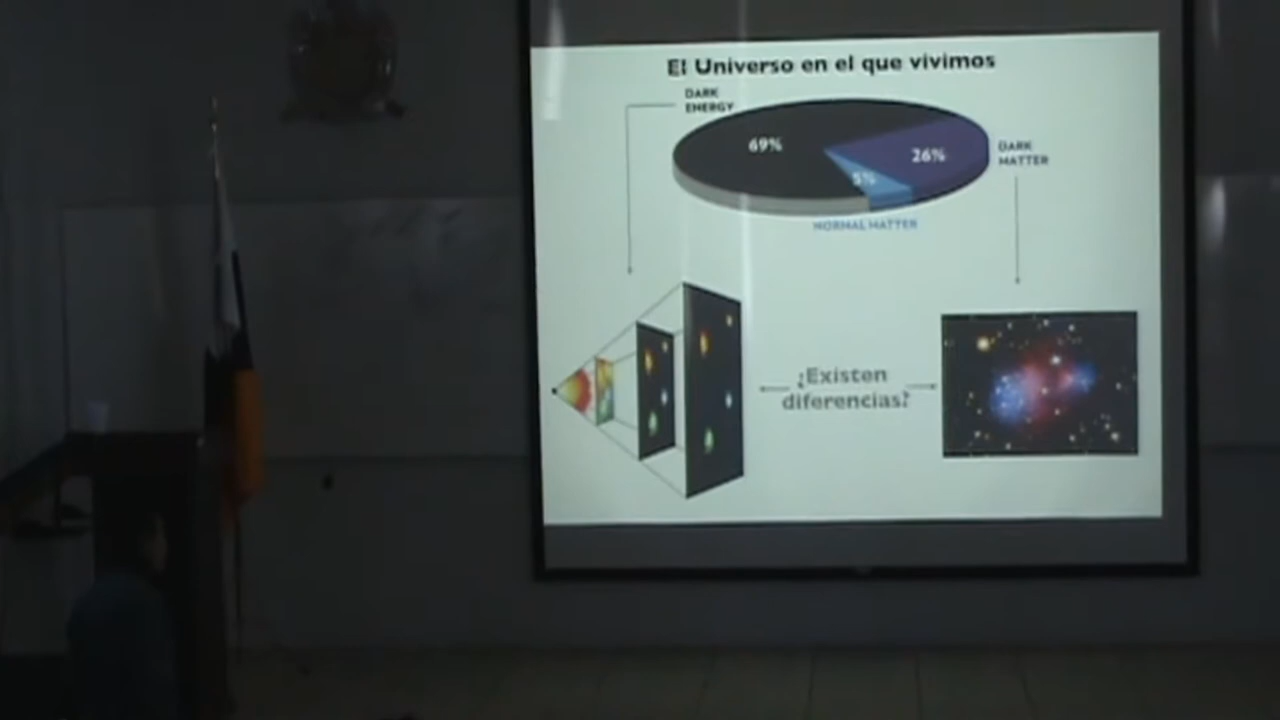 El Universo en el que vivimos
DARK
ENERGY
69%
26%
5%
DARK
MATTER
NORMAL MATTER
¿Existen
diferencias?